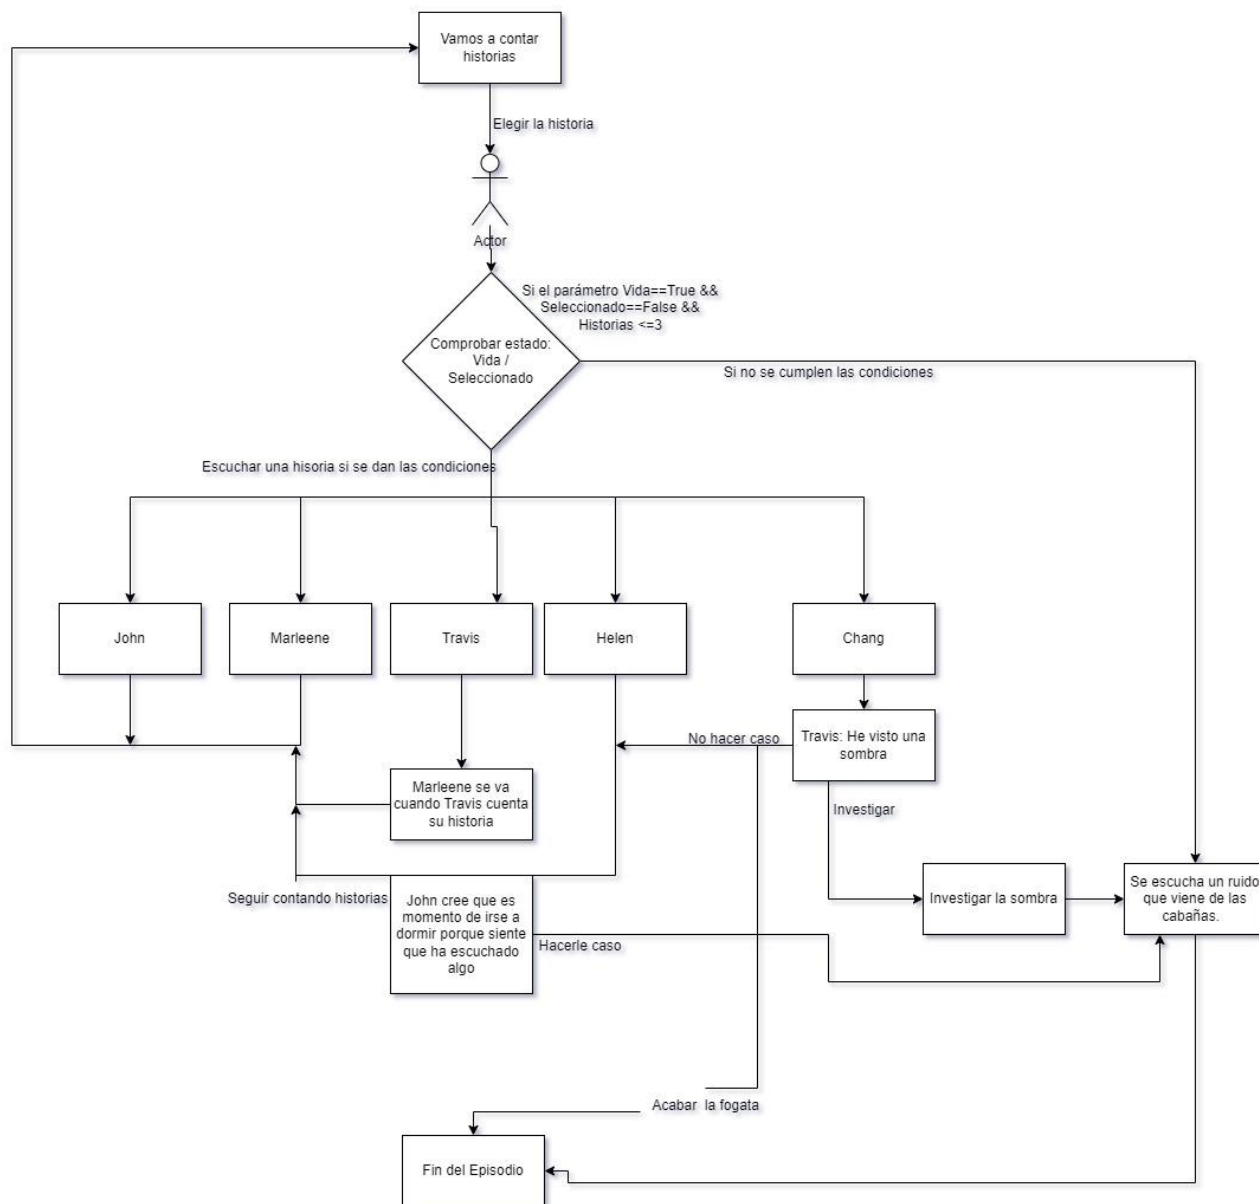 Vamos a contar
historias
Elegir la historia
Actor
Si el parámetro Vida==True &&
Seleccionado==False &&
Historias <=3
Comprobar estado:
Vida /
Seleccionado
Si no se cumplen las condiciones
Escuchar una hisoria si se dan las condiciones
John
Marleene
Travis
Helen
Chang
No hacer caso
Travis: He visto una
sombra
Marleene se va
cuando Travis cuenta
su historia
Investigar
Seguir contando historias
John cree que es
momento de irse a
dormir porque siente
que ha escuchado
algo
Hacerle caso
Investigar la sombra
Se escucha un ruido
que viene de las
cabañas.
Acabar la fogata
Fin del Episodio